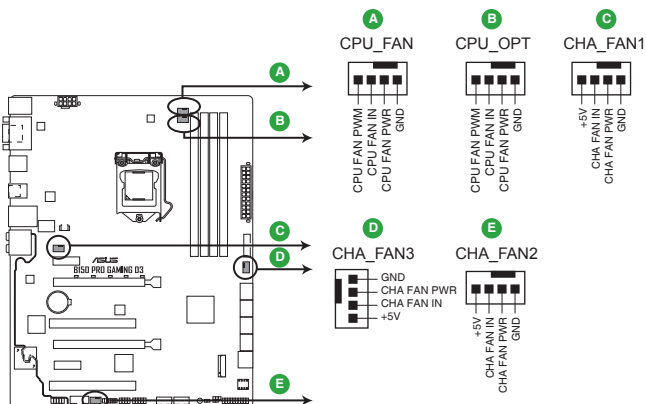 A
B
C
CPU_FAN
CPU_OPT
CHA_FAN1
CPU FAN PWM
CPU FAN IN
CPU FAN PWR
GND
CPU FAN PWM
CPU FAN IN
CPU FAN PWR
GND
+5V
CHA FAN IN
CHA FAN PWR
GND
A
B
C
D
E
ASUS
B150 PRO GAMING D3
D
E
CHA_FAN3
CHA_FAN2
GND
CHA FAN PWR
CHA FAN IN
+5V
+5V
CHA FAN IN
CHA FAN PWR
GND